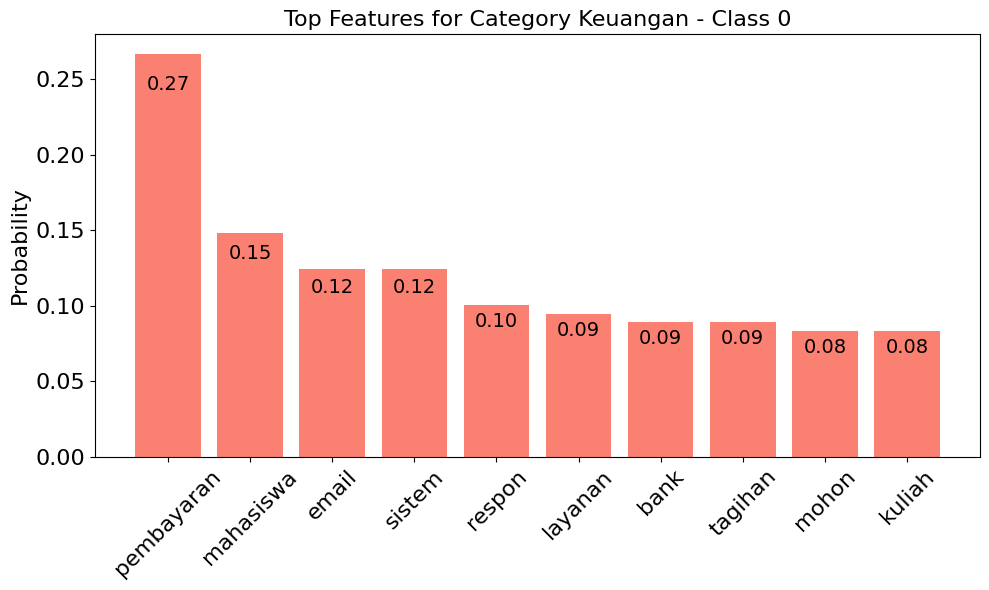 Top Features for Category Keuangan - Class 0
Probability
0.25
0.20
0.15
0.10
0.05
0.00
0.27
0.15
0.12
0.12
0.10
0.09
0.09
0.09
0.08
0.08
pembayaran
mahasiswa
email
sistem
respon
layanan
bank
tagihan
mohon
kuliah